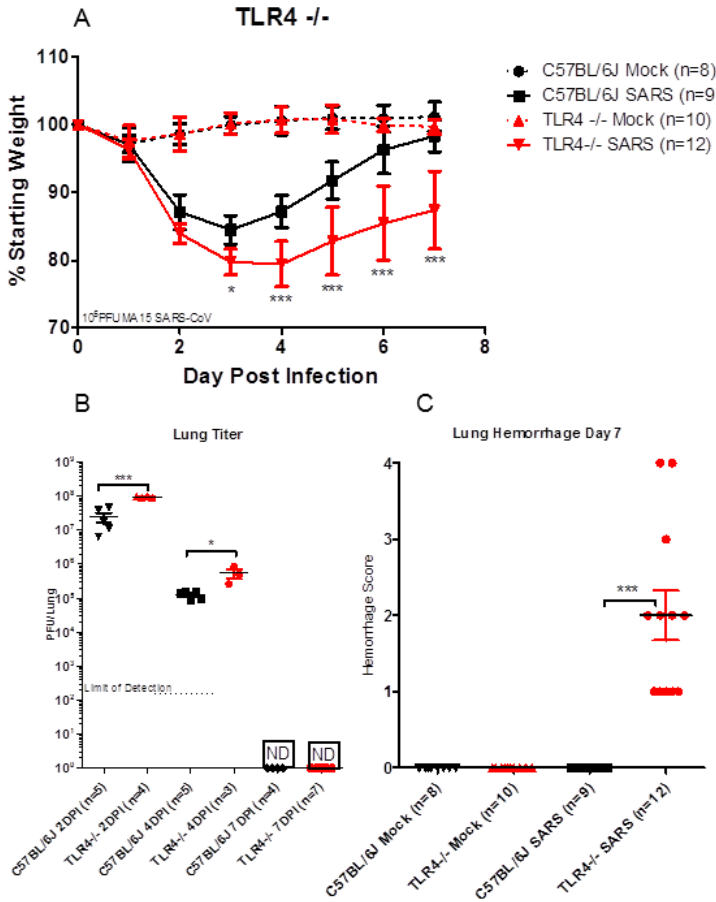 A
TLR4 -/-
110
100
90
80
70
% Starting Weight
0
2
4
6
8
Day Post Infection
*
***
***
***
***
10⁵PFU MA15 SARS-CoV
C57BL/6J Mock (n=8)
C57BL/6J SARS (n=9
TLR4 -/- Mock (n=10)
TLR4-/- SARS (n=12)
B
Lung Titer
10⁹
10⁸
10⁷
10⁶
10⁵
10⁴
10³
10²
10¹
10⁰
PFU/Lung
***
*
Limit of Detection
ND
ND
C57BL/6J 2DPI (n=5)
TLR4-/- 2DPI (n=4)
C57BL/6J 4DPI (n=5)
TLR4-/- 4DPI (n=3)
C57BL/6J 7DPI (n=4)
TLR4-/- 7DPI (n=7)
C
Lung Hemorrhage Day 7
4
3
2
1
0
Hemorrhage Score
***
C57BL/6J Mock (n=8)
TLR4-/- Mock (n=10)
C57BL/6J SARS (n=9)
TLR4-/- SARS (n=12)